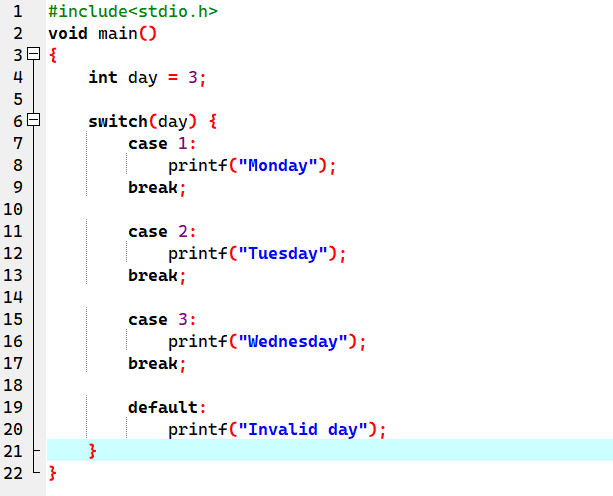 1 #include<stdio.h>
2 void main()
3 {
4     int day = 3;
5
6     switch(day) {
7         case 1:
8             printf("Monday");
9         break;
10
11         case 2:
12             printf("Tuesday");
13         break;
14
15         case 3:
16             printf("Wednesday");
17         break;
18
19         default:
20             printf("Invalid day");
21     }
22 }